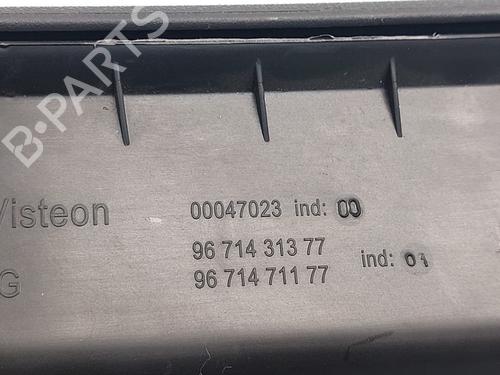 B-PARTS
Visteon 00047023 ind: 00
96 714 313 77
ind: 01
G 96 714 711 77